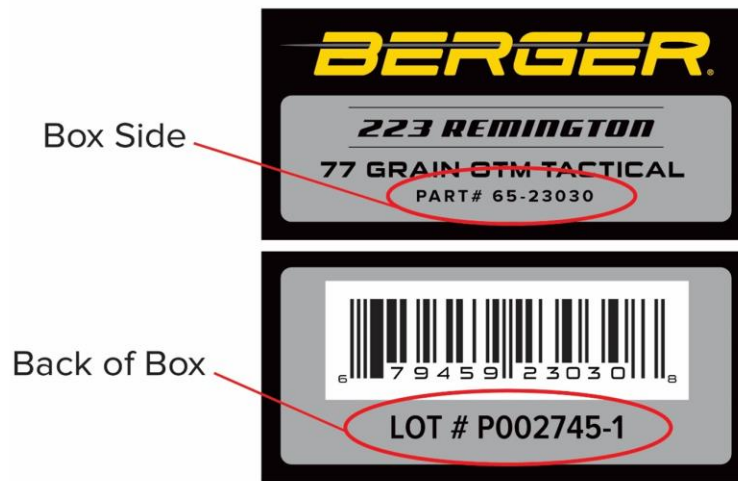 BERGER®
Box Side
223 REMINGTON
77 GRAIN OTM TACTICAL
PART# 65-23030
Back of Box
6 79459 23030 8
LOT # P002745-1